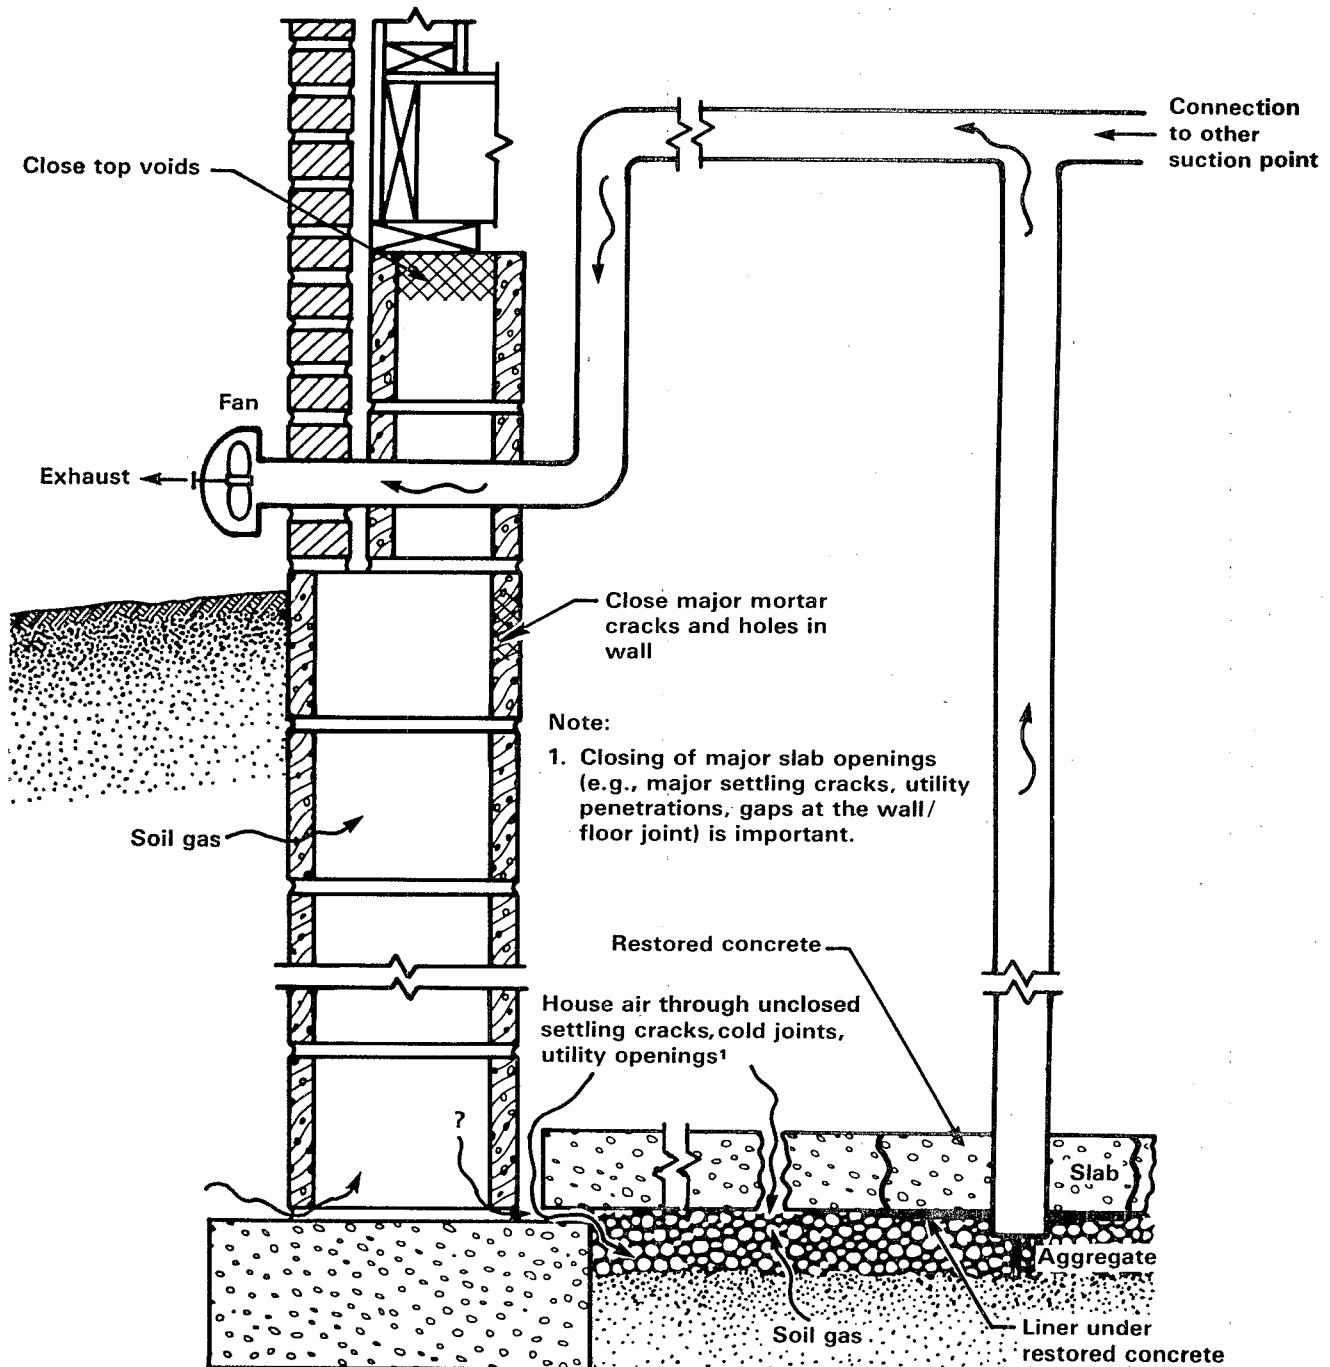 Connection
to other
suction point
Close top voids
Fan
Exhaust
Close major mortar
cracks and holes in
wall
Note:
1. Closing of major slab openings
(e.g., major settling cracks, utility
penetrations, gaps at the wall/
floor joint) is important.
Soil gas
Restored concrete
House air through unclosed
settling cracks, cold joints,
utility openings¹
?
Slab
Aggregate
Soil gas
Liner under
restored concrete